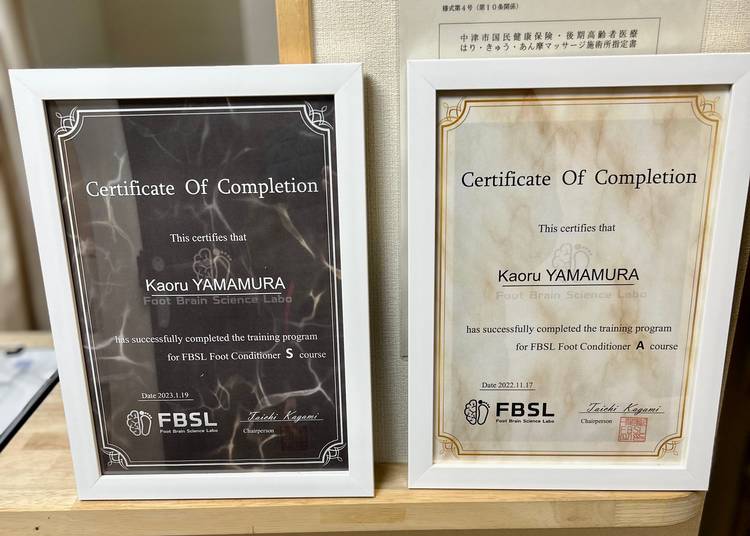 様式第4号（第10条関係）
中津市国民健康保険・後期高齢者医療
はり・きゅう・あん摩マッサージ施術所指定書
Certificate Of Completion
This certifies that
Kaoru YAMAMURA
Foot Brain Science Labo
has successfully completed the training program
for FBSL Foot Conditioner S course
Date 2023.1.19
FBSL
Foot Brain Science Labo
Taichi Kagami
Chairperson
Certificate Of Completion
This certifies that
Kaoru YAMAMURA
Foot Brain Science Labo
has successfully completed the training program
for FBSL Foot Conditioner A course
Date 2022.11.17
FBSL
Foot Brain Science Labo
Taichi Kagami
Chairperson